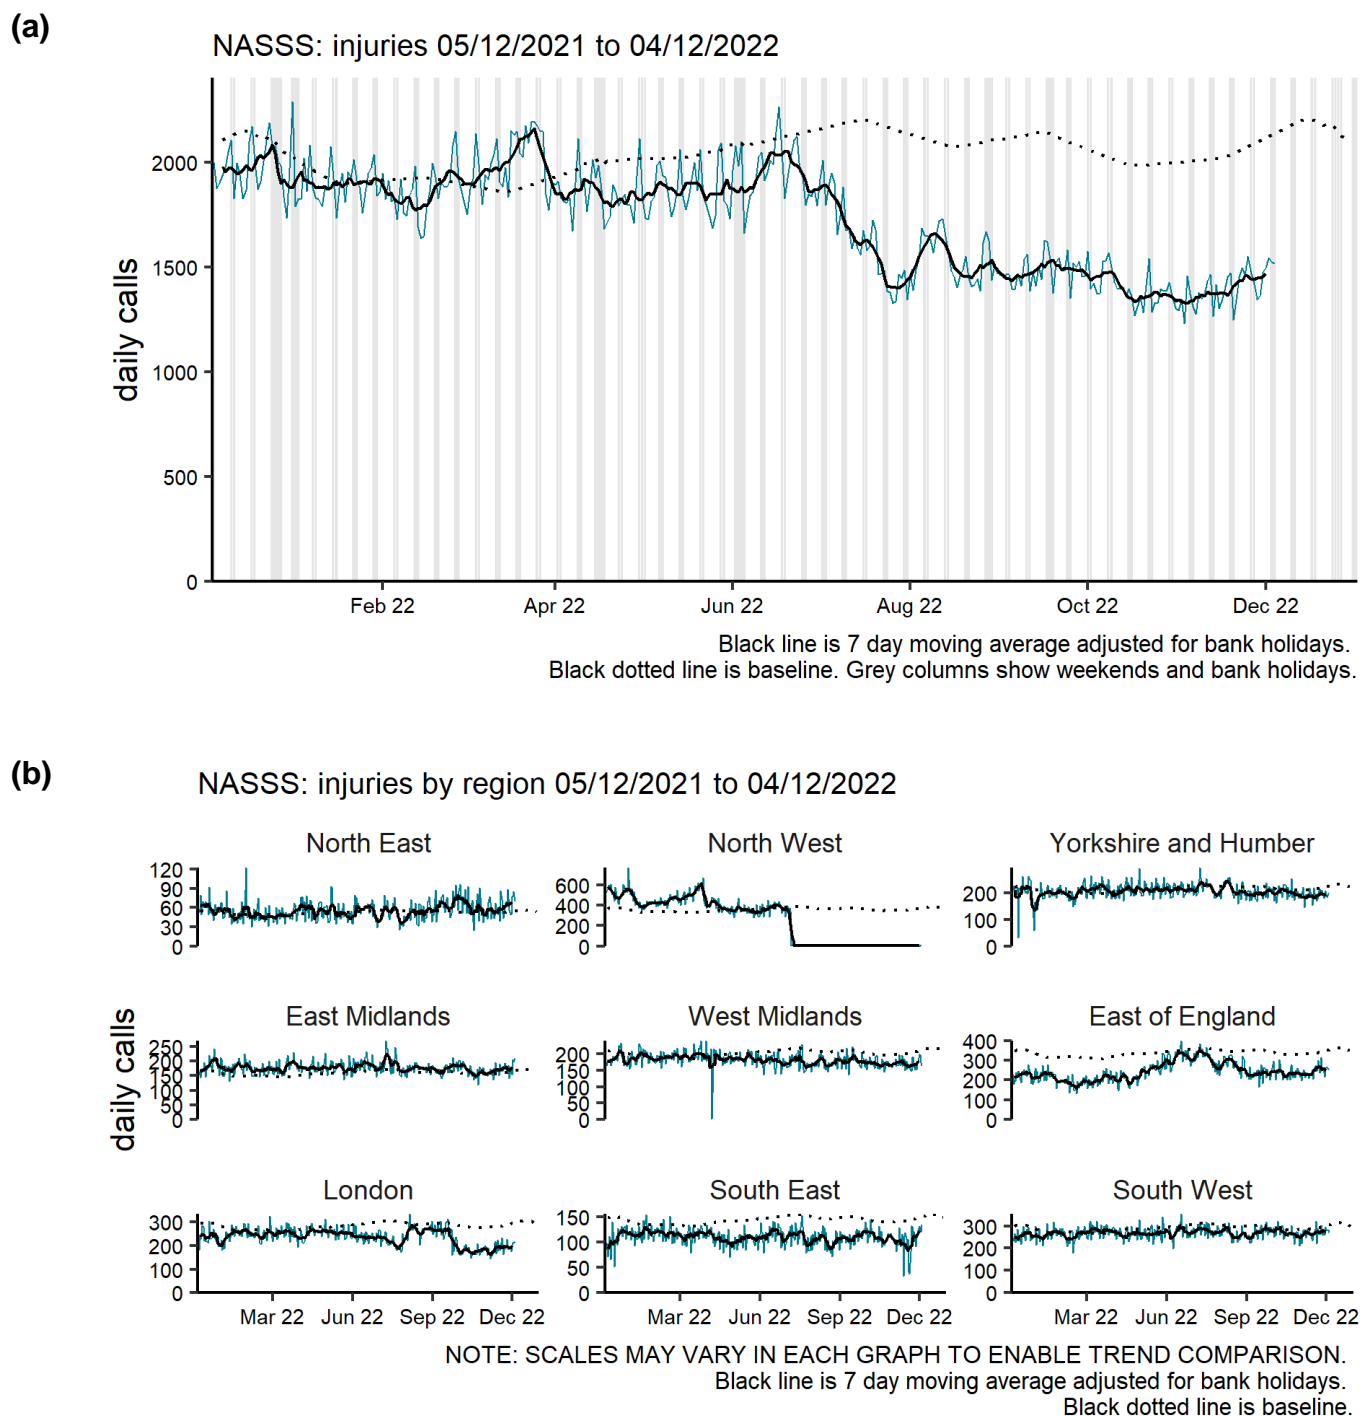 (a)
NASSS: injuries 05/12/2021 to 04/12/2022
daily calls
2000
1500
1000
500
0
Feb 22 Apr 22 Jun 22 Aug 22 Oct 22 Dec 22
Black line is 7 day moving average adjusted for bank holidays.
Black dotted line is baseline. Grey columns show weekends and bank holidays.
(b)
NASSS: injuries by region 05/12/2021 to 04/12/2022
daily calls
North East
120
90
60
30
0
North West
600
400
200
0
Yorkshire and Humber
200
100
0
East Midlands
250
200
150
100
50
0
West Midlands
200
150
100
50
0
East of England
400
300
200
100
0
London
300
200
100
0
South East
150
100
50
0
South West
300
200
100
0
Mar 22 Jun 22 Sep 22 Dec 22 Mar 22 Jun 22 Sep 22 Dec 22 Mar 22 Jun 22 Sep 22 Dec 22
NOTE: SCALES MAY VARY IN EACH GRAPH TO ENABLE TREND COMPARISON.
Black line is 7 day moving average adjusted for bank holidays.
Black dotted line is baseline.